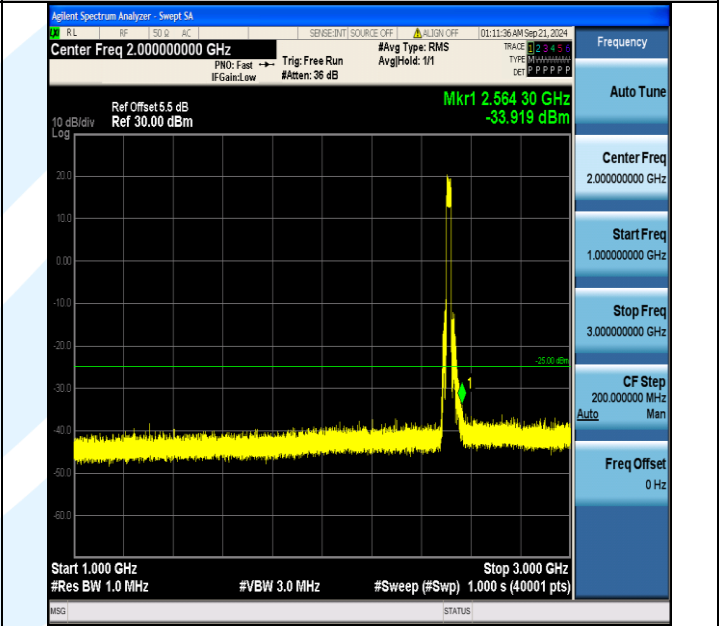 Agilent Spectrum Analyzer - Swept SA
RL RF 50 Ω AC SENSE:INT SOURCE OFF ALIGN OFF 01:11:36 AM Sep 21, 2024
Center Freq 2.000000000 GHz
#Avg Type: RMS
TRACE 1 2 3 4 5 6
PNO: Fast Trig: Free Run Avg|Hold: 1/1
TYPE
IFGain:Low #Atten: 36 dB
DET P P P P P P
Frequency
Mkr1 2.564 30 GHz
-33.919 dBm
Ref Offset 5.5 dB
10 dB/div Ref 30.00 dBm
Log
20.0
10.0
0.00
-10.0
-20.0
-25.00 dBm
-30.0
1
-40.0
-50.0
-60.0
Start 1.000 GHz Stop 3.000 GHz
#Res BW 1.0 MHz #VBW 3.0 MHz #Sweep (#Swp) 1.000 s (40001 pts)
MSG STATUS
Auto Tune
Center Freq
2.000000000 GHz
Start Freq
1.000000000 GHz
Stop Freq
3.000000000 GHz
CF Step
200.000000 MHz
Auto Man
Freq Offset
0 Hz